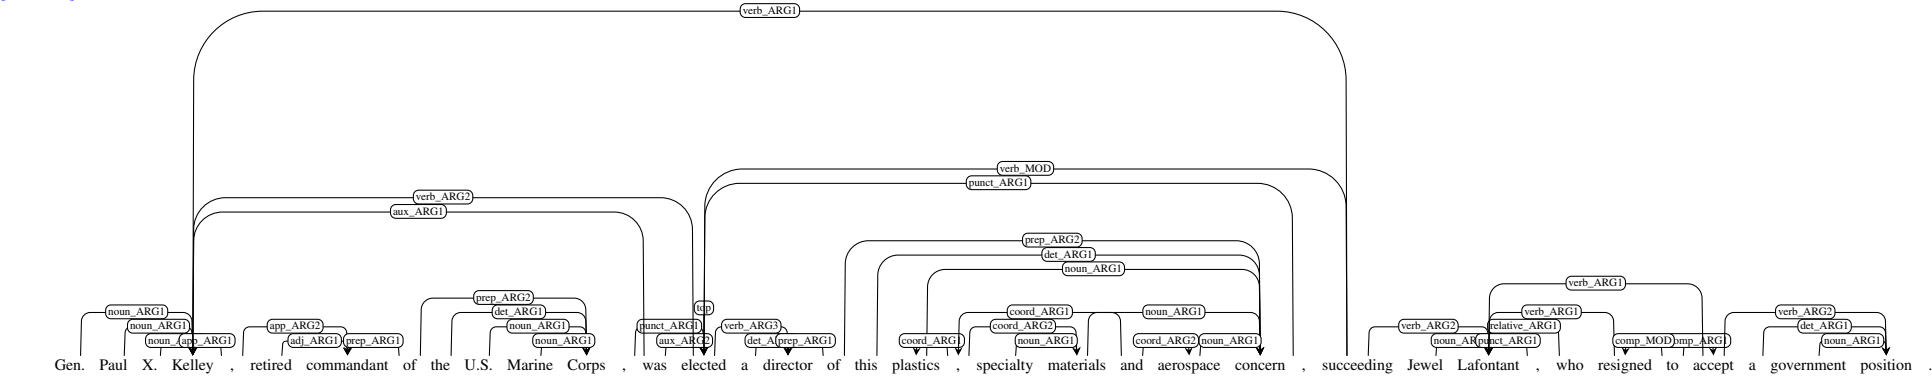 verb_ARG1
verb_MOD
punct_ARG1
verb_ARG2
aux_ARG1
prep_ARG2
det_ARG1
noun_ARG1
verb_ARG1
prep_ARG2
top
noun_ARG1 det_ARG1 coord_ARG1 noun_ARG1 verb_ARG1 verb_ARG2
noun_ARG1 app_ARG2 noun_ARG1 punct_ARG1 verb_ARG3 coord_ARG2 verb_ARG2 relative_ARG1 det_ARG1
app_ARG1 adj_ARG1 prep_ARG1 noun_ARG1 aux_ARG2 prep_ARG1 coord_ARG1 noun_ARG1 coord_ARG2 noun_ARG1 punct_ARG1 comp_MOD noun_ARG1
Gen. Paul X. Kelley , retired commandant of the U.S. Marine Corps , was elected a director of this plastics , specialty materials and aerospace concern , succeeding Jewel Lafontant , who resigned to accept a government position .